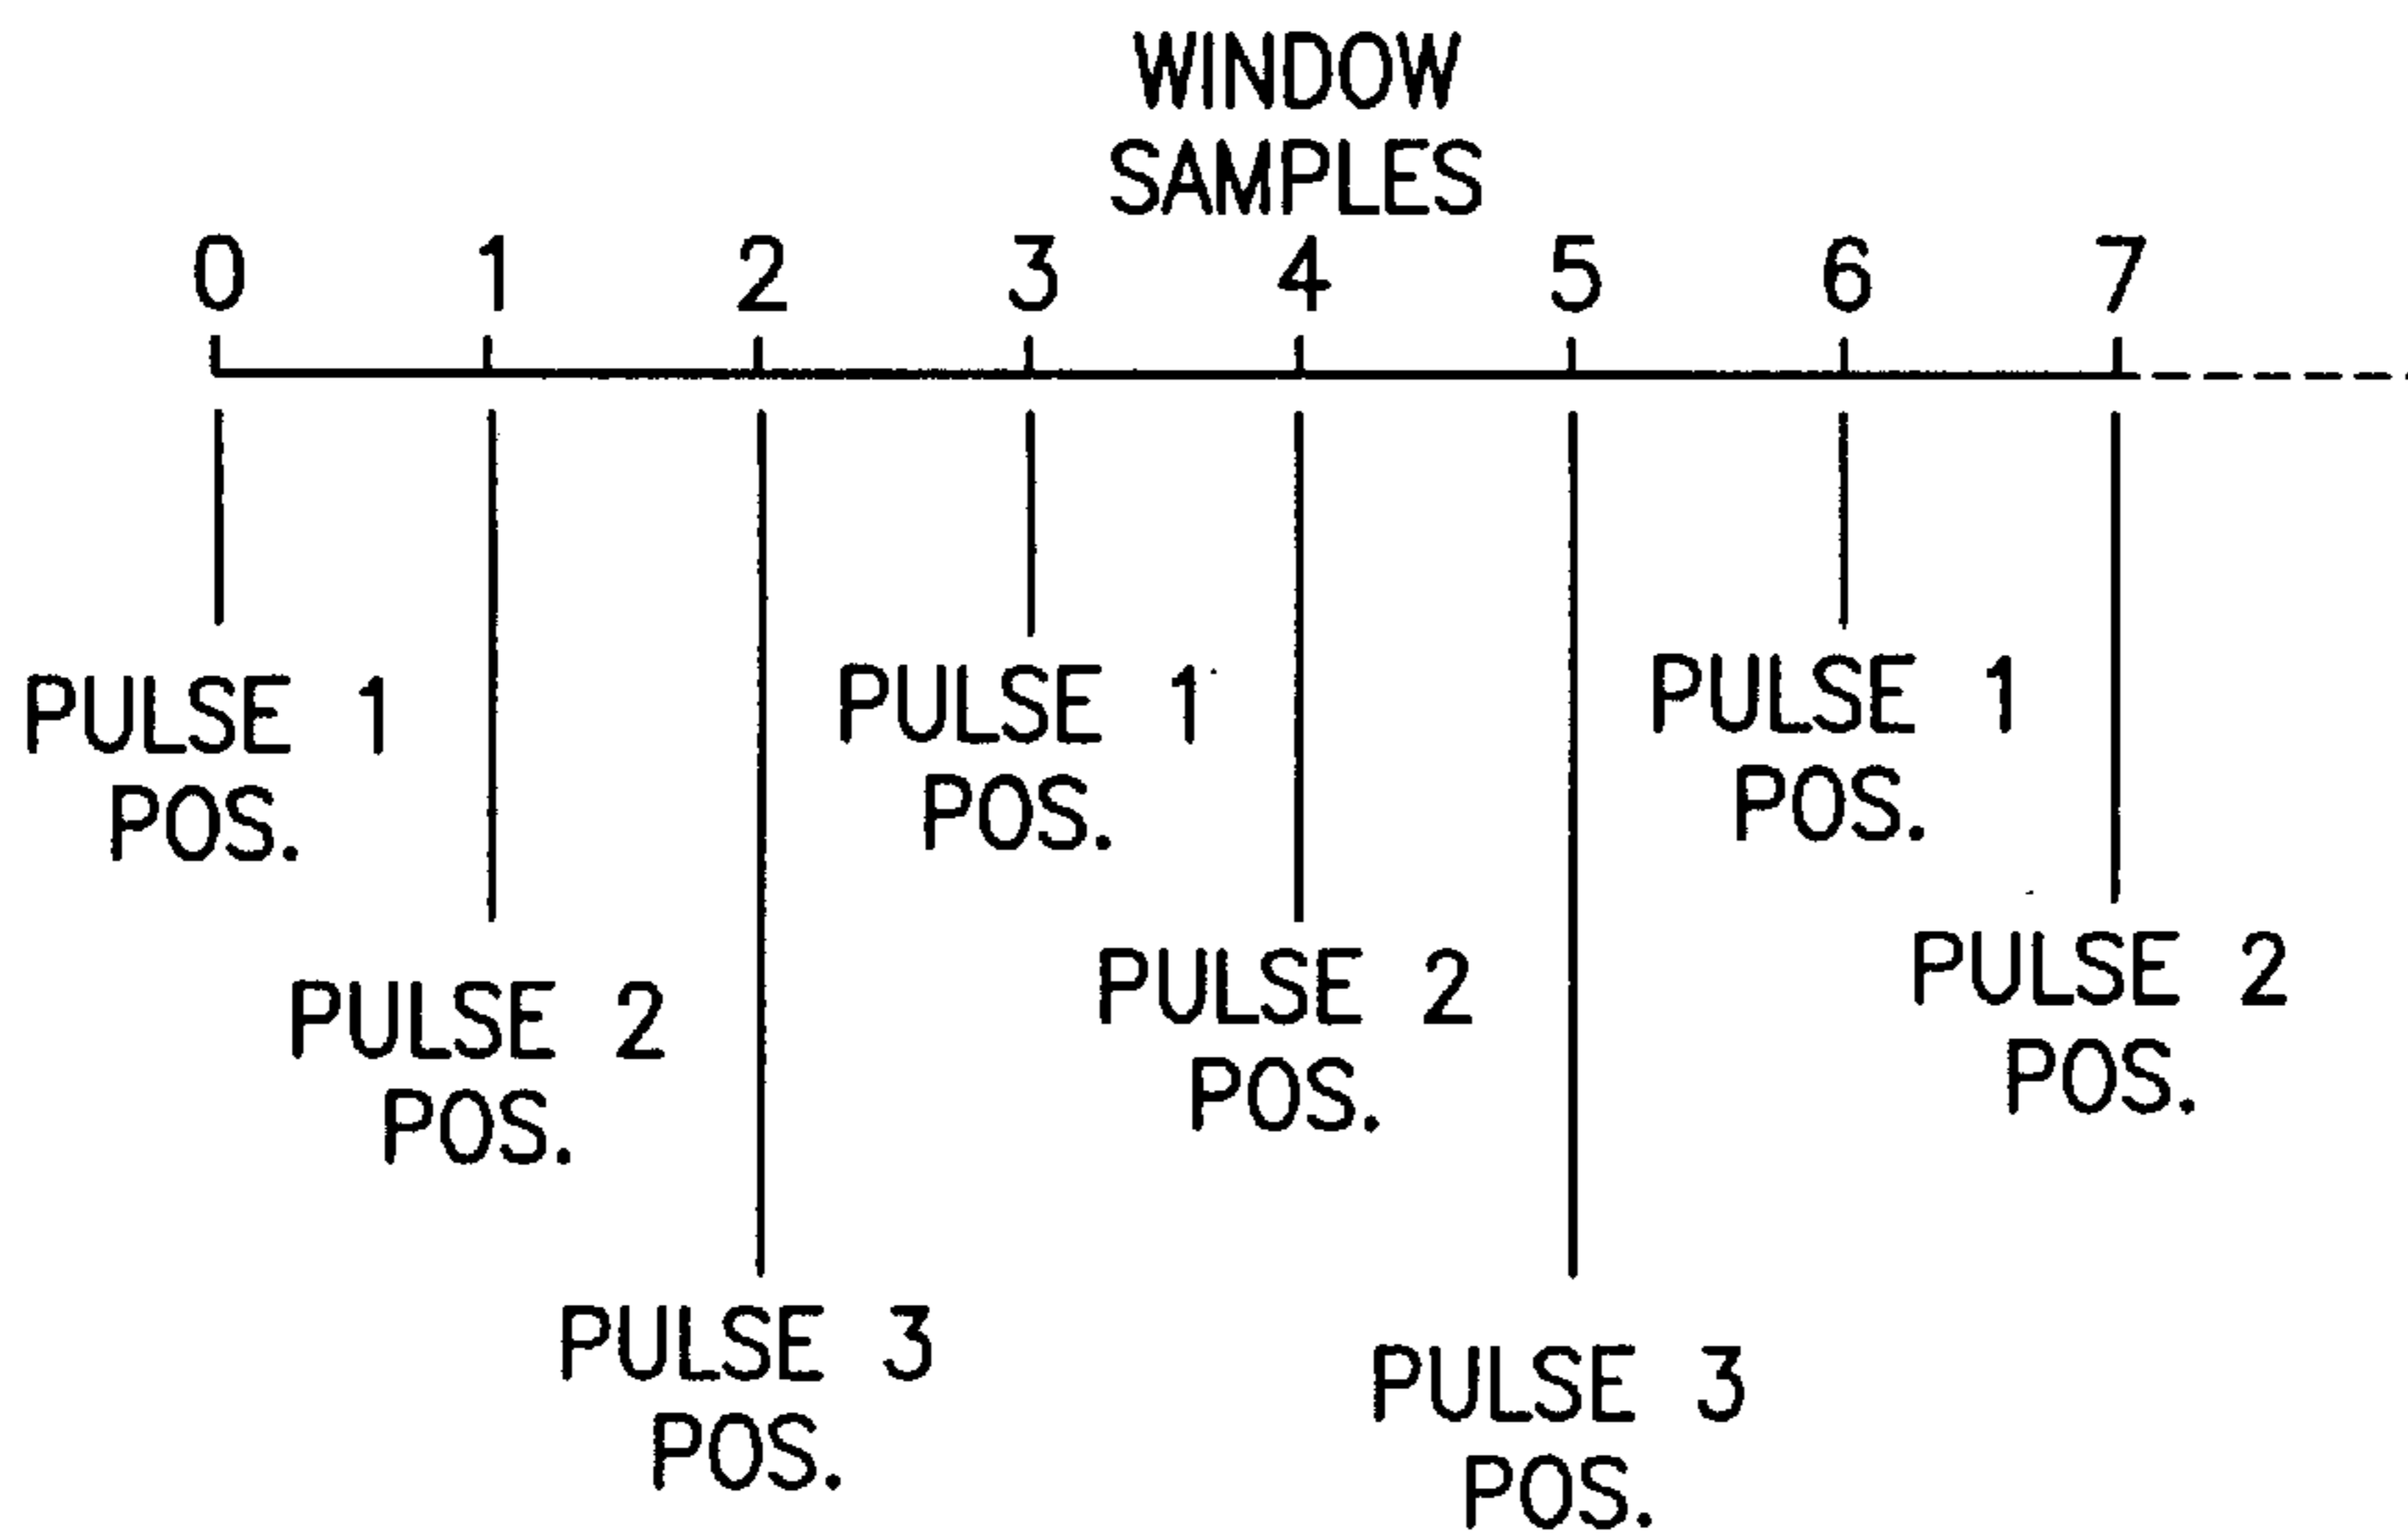 WINDOW
SAMPLES
0 1 2 3 4 5 6 7
PULSE 1
POS.
PULSE 2
POS.
PULSE 3
POS.
PULSE 1
POS.
PULSE 2
POS.
PULSE 3
POS.
PULSE 1
POS.
PULSE 2
POS.